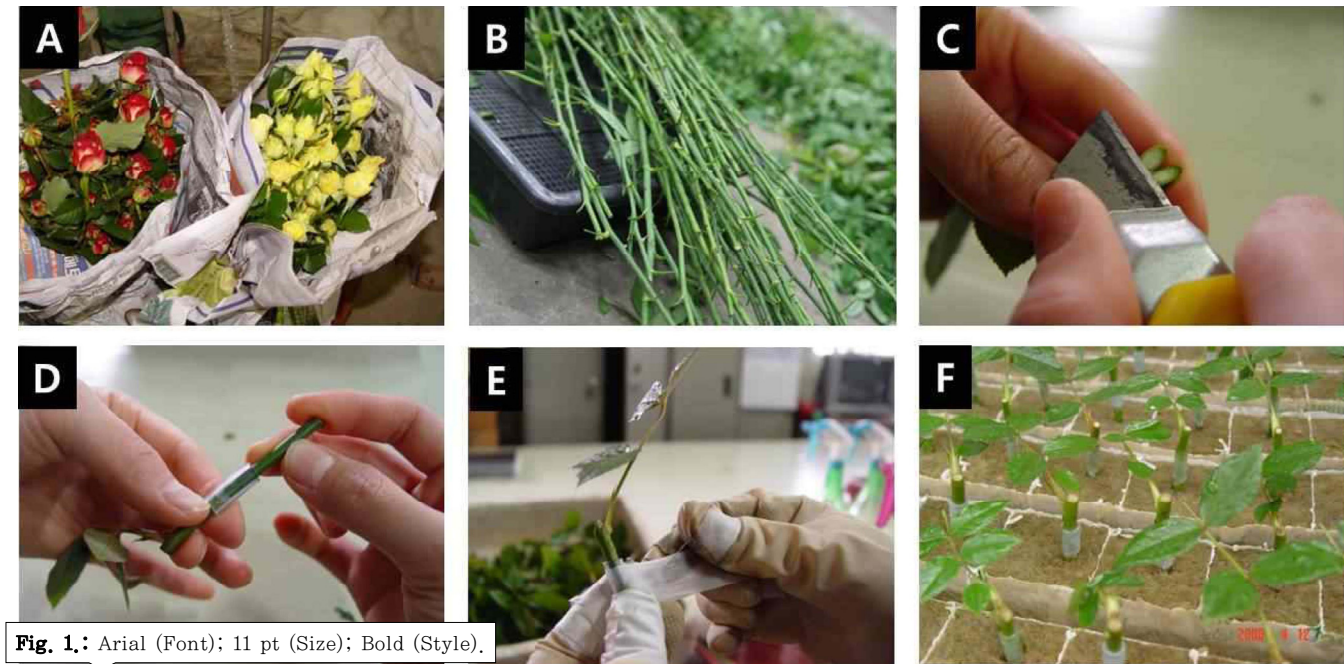 A
B
C
D
E
F
Fig. 1.: Arial (Font); 11 pt (Size); Bold (Style).